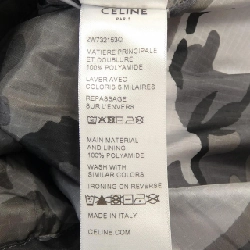 CELINE
PARIS
MATIERE PRINCIPALE
ET DOUBLURE
100% POLYAMIDE
LAVER AVEC
COLORIS SIMILAIRES
REPASSAGE
SUR L'ENVERS
MAIN MATERIAL
AND LINING
100% POLYAMIDE
WASH WITH
SIMILAR COLORS
IRONING ON REVERSE
MADE IN ITALY
CELINE.COM